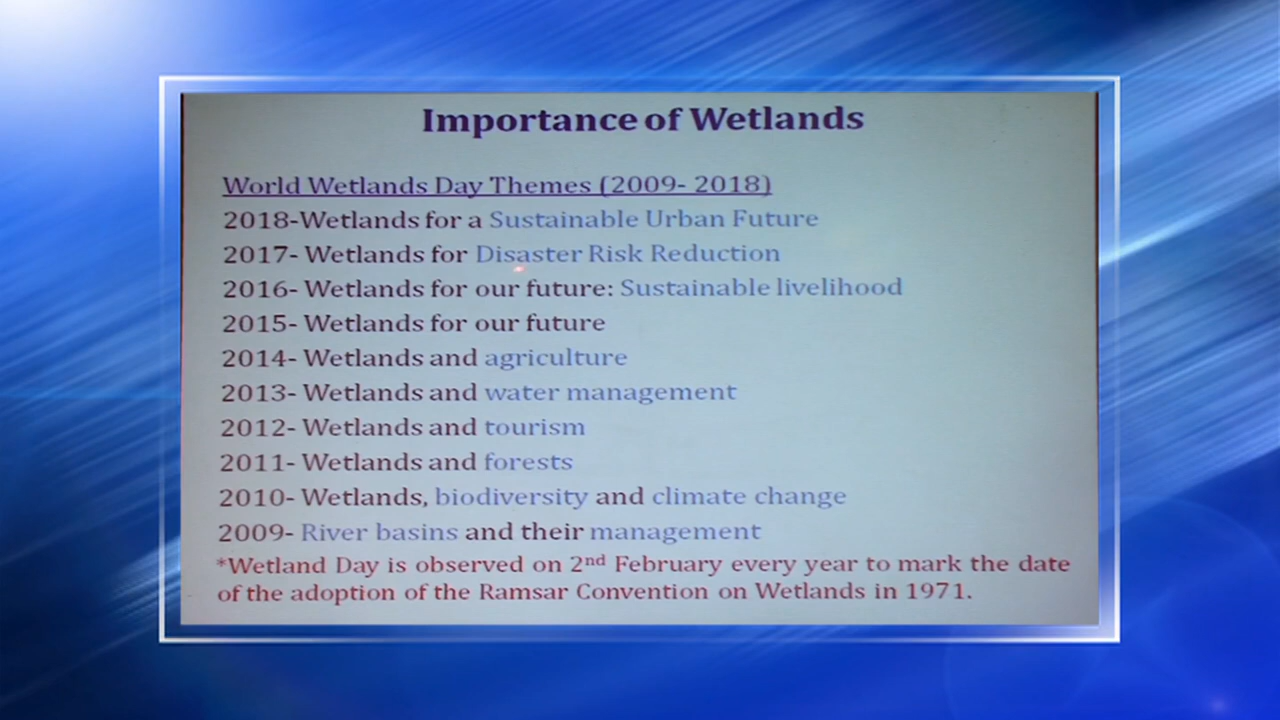 Importance of Wetlands
World Wetlands Day Themes (2009- 2018)
2018-Wetlands for a Sustainable Urban Future
2017- Wetlands for Disaster Risk Reduction
2016- Wetlands for our future: Sustainable livelihood
2015- Wetlands for our future
2014- Wetlands and agriculture
2013- Wetlands and water management
2012- Wetlands and tourism
2011- Wetlands and forests
2010- Wetlands, biodiversity and climate change
2009- River basins and their management
*Wetland Day is observed on 2nd February every year to mark the date
of the adoption of the Ramsar Convention on Wetlands in 1971.